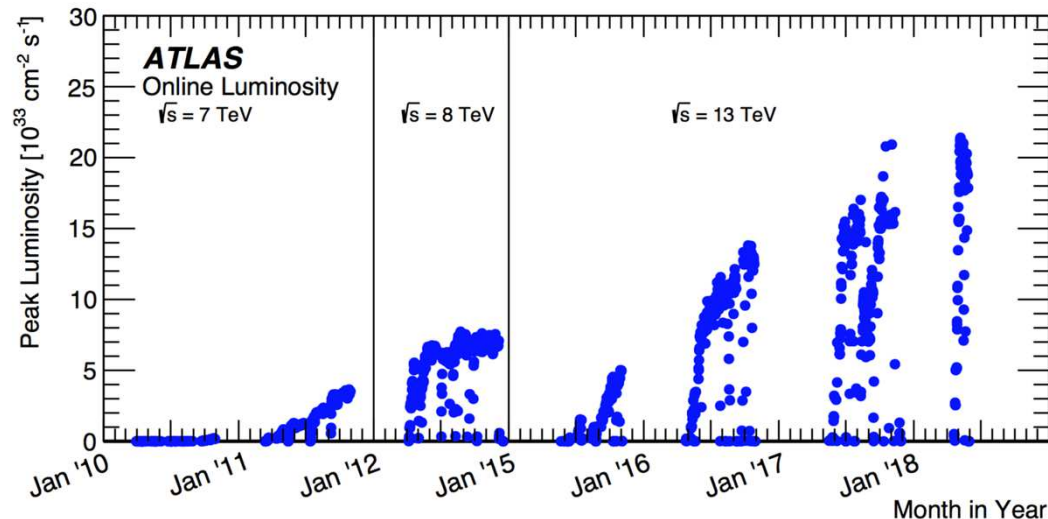 30
25
20
15
10
5
0
Peak Luminosity [10³³ cm⁻² s⁻¹]
ATLAS
Online Luminosity
√s = 7 TeV
√s = 8 TeV
√s = 13 TeV
Jan '10
Jan '11
Jan '12
Jan '15
Jan '16
Jan '17
Jan '18
Month in Year